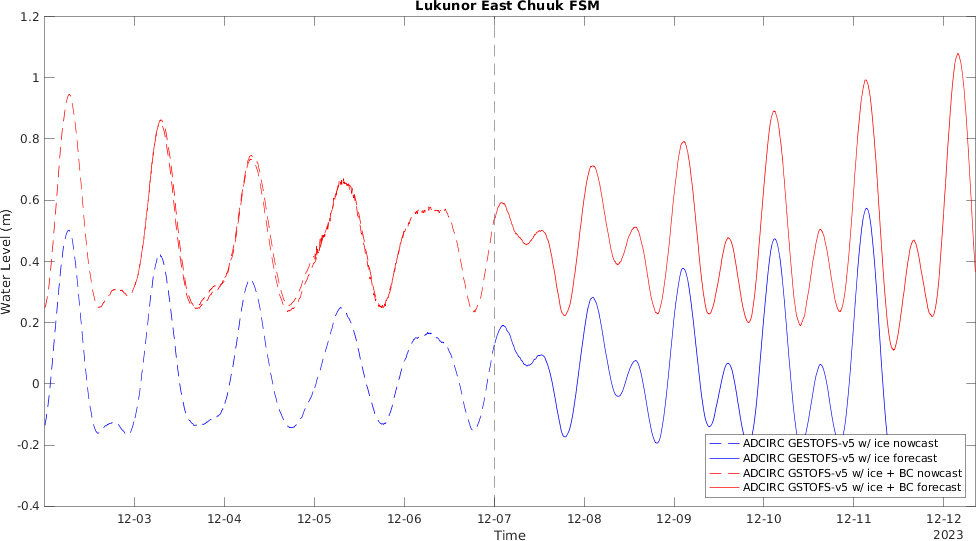 Lukunor East Chuuk FSM
1.2
1
0.8
0.6
0.4
0.2
0
-0.2
-0.4
Water Level (m)
12-03
12-04
12-05
12-06
12-07
12-08
12-09
12-10
12-11
12-12
Time
2023
ADCIRC GESTOFS-v5 w/ ice nowcast
ADCIRC GESTOFS-v5 w/ ice forecast
ADCIRC GSTOFS-v5 w/ ice + BC nowcast
ADCIRC GSTOFS-v5 w/ ice + BC forecast